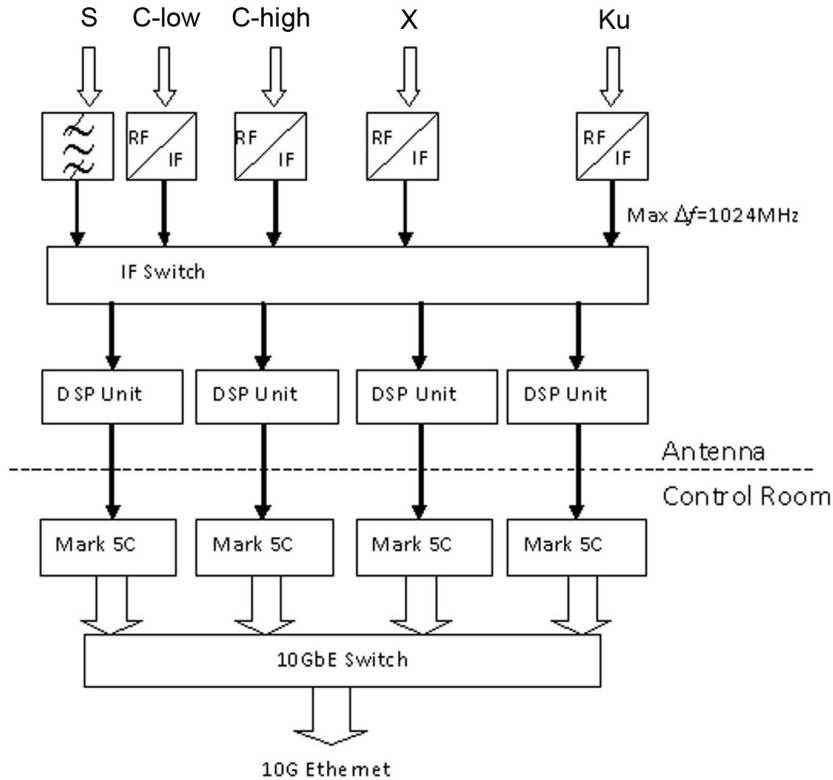 S C-low C-high X Ku
RF IF RF IF RF IF RF IF
Max Δf=1024MHz
IF Switch
DSP Unit DSP Unit DSP Unit DSP Unit
Antenna
Control Room
Mark 5C Mark 5C Mark 5C Mark 5C
10GbE Switch
10G Ethernet